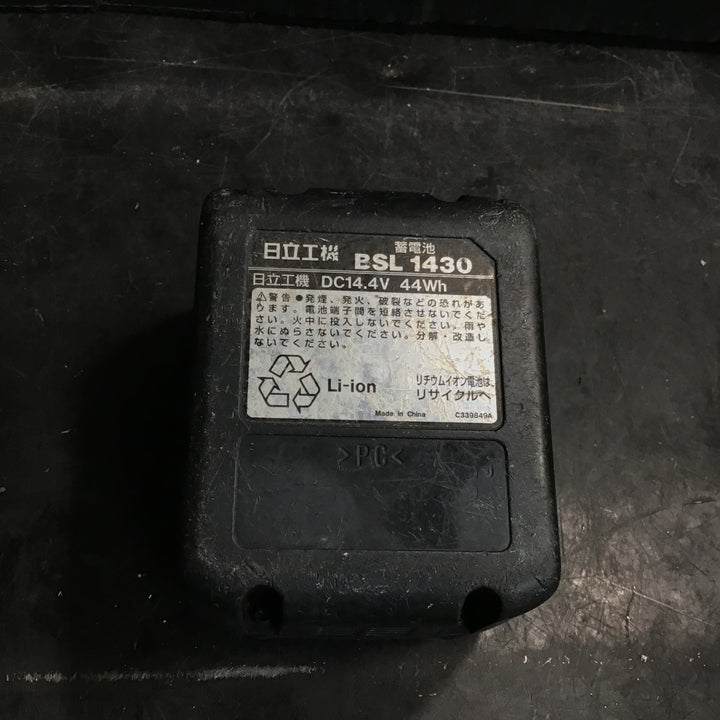 日立工機
蓄電池
BSL 1430
日立工機 DC14.4V 44Wh
⚠警告●発煙、発火、破裂などの恐れがあ
ります。電池端子間を短絡させないでくだ
さい。火中に投入しないでください。雨や
水にぬらさないでください。分解・改造し
ないでください。
Li-ion
リチウムイオン電池は
リサイクルへ
Made in China
C339849A
>PC<